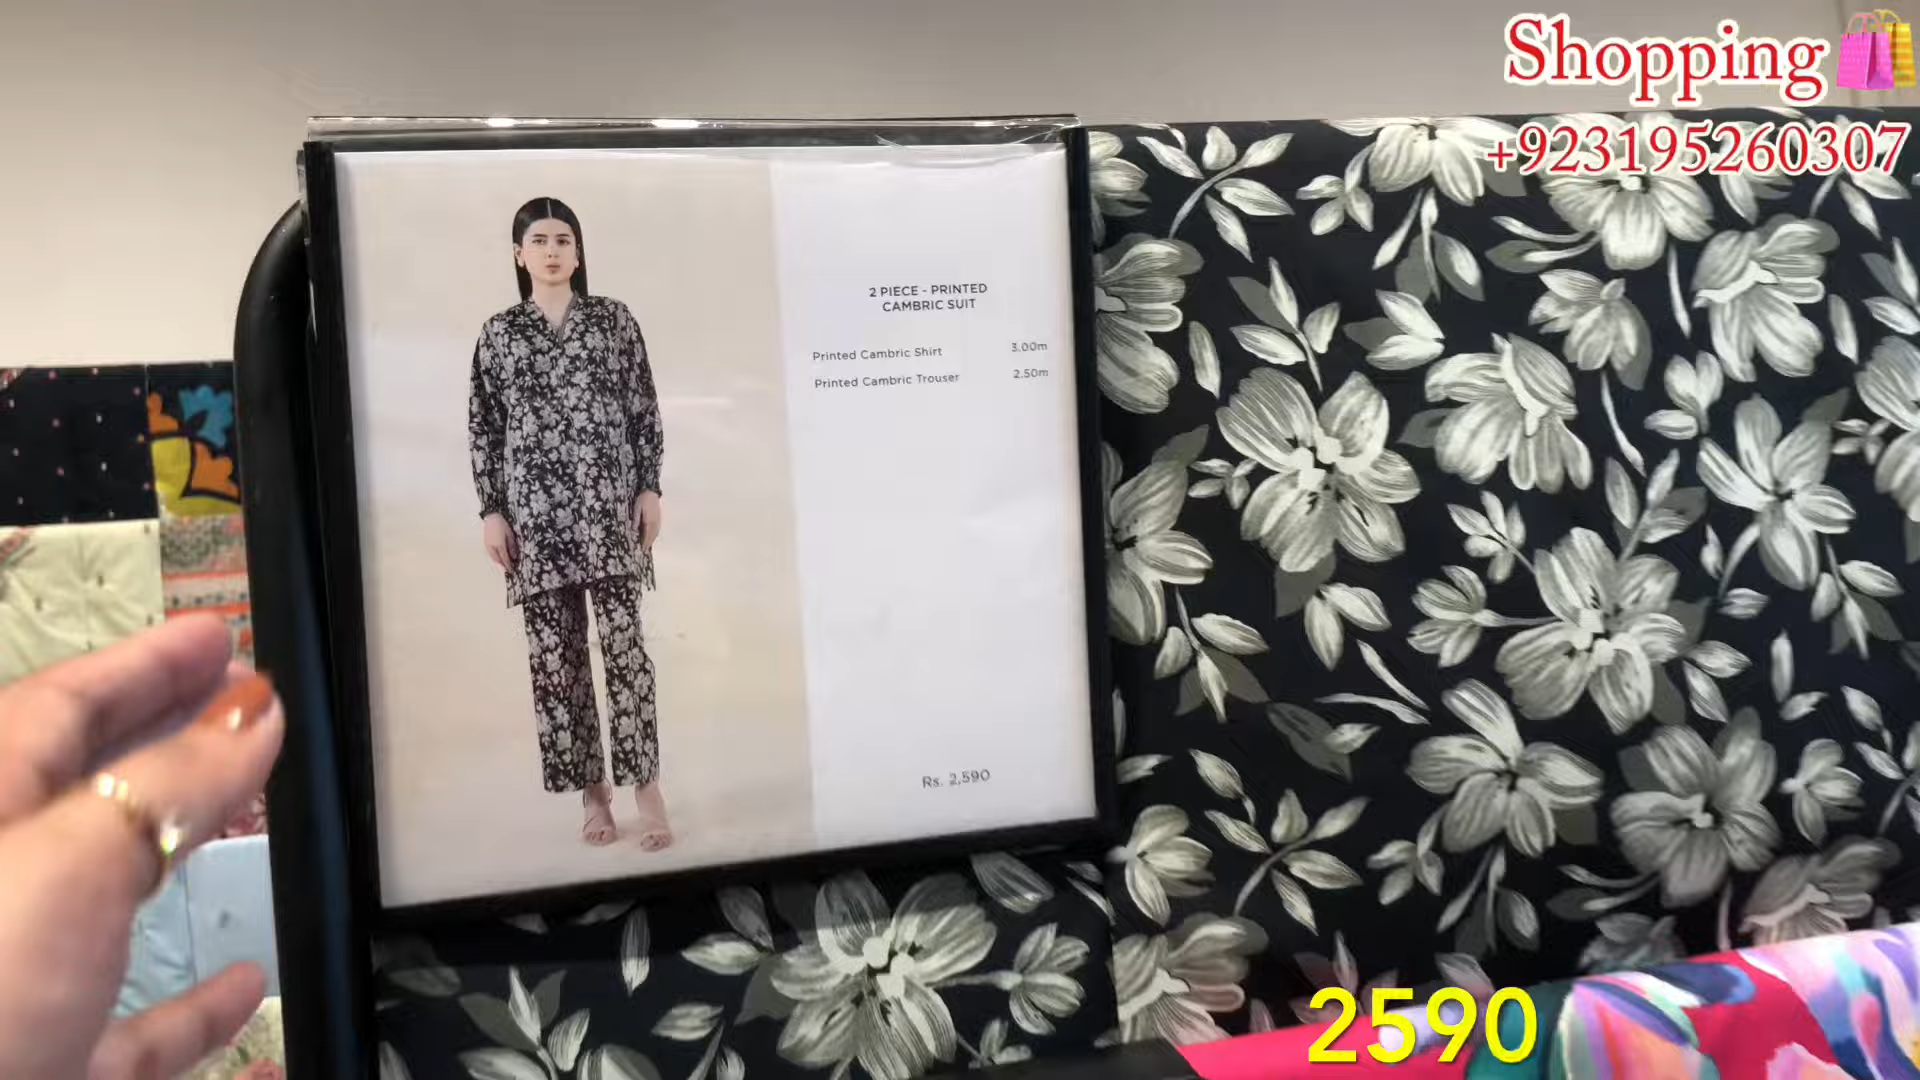 Shopping
+923195260307
2 PIECE - PRINTED
CAMBRIC SUIT
Printed Cambric Shirt 3.00m
Printed Cambric Trouser 2.50m
Rs. 2,590
2590